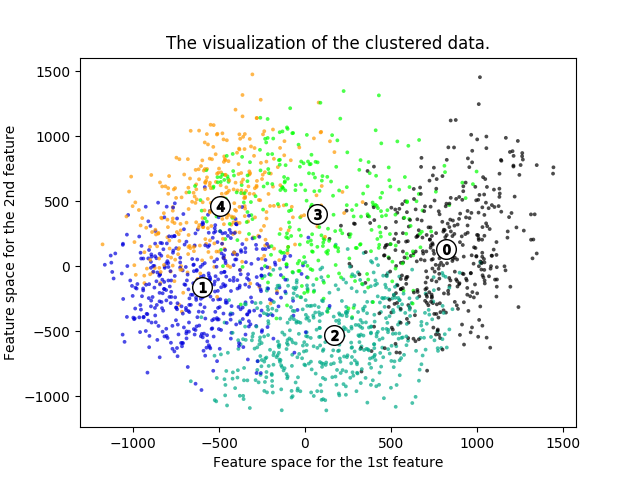 The visualization of the clustered data.
Feature space for the 2nd feature
1500
1000
500
0
−500
−1000
4
3
0
1
2
−1000 −500 0 500 1000 1500
Feature space for the 1st feature